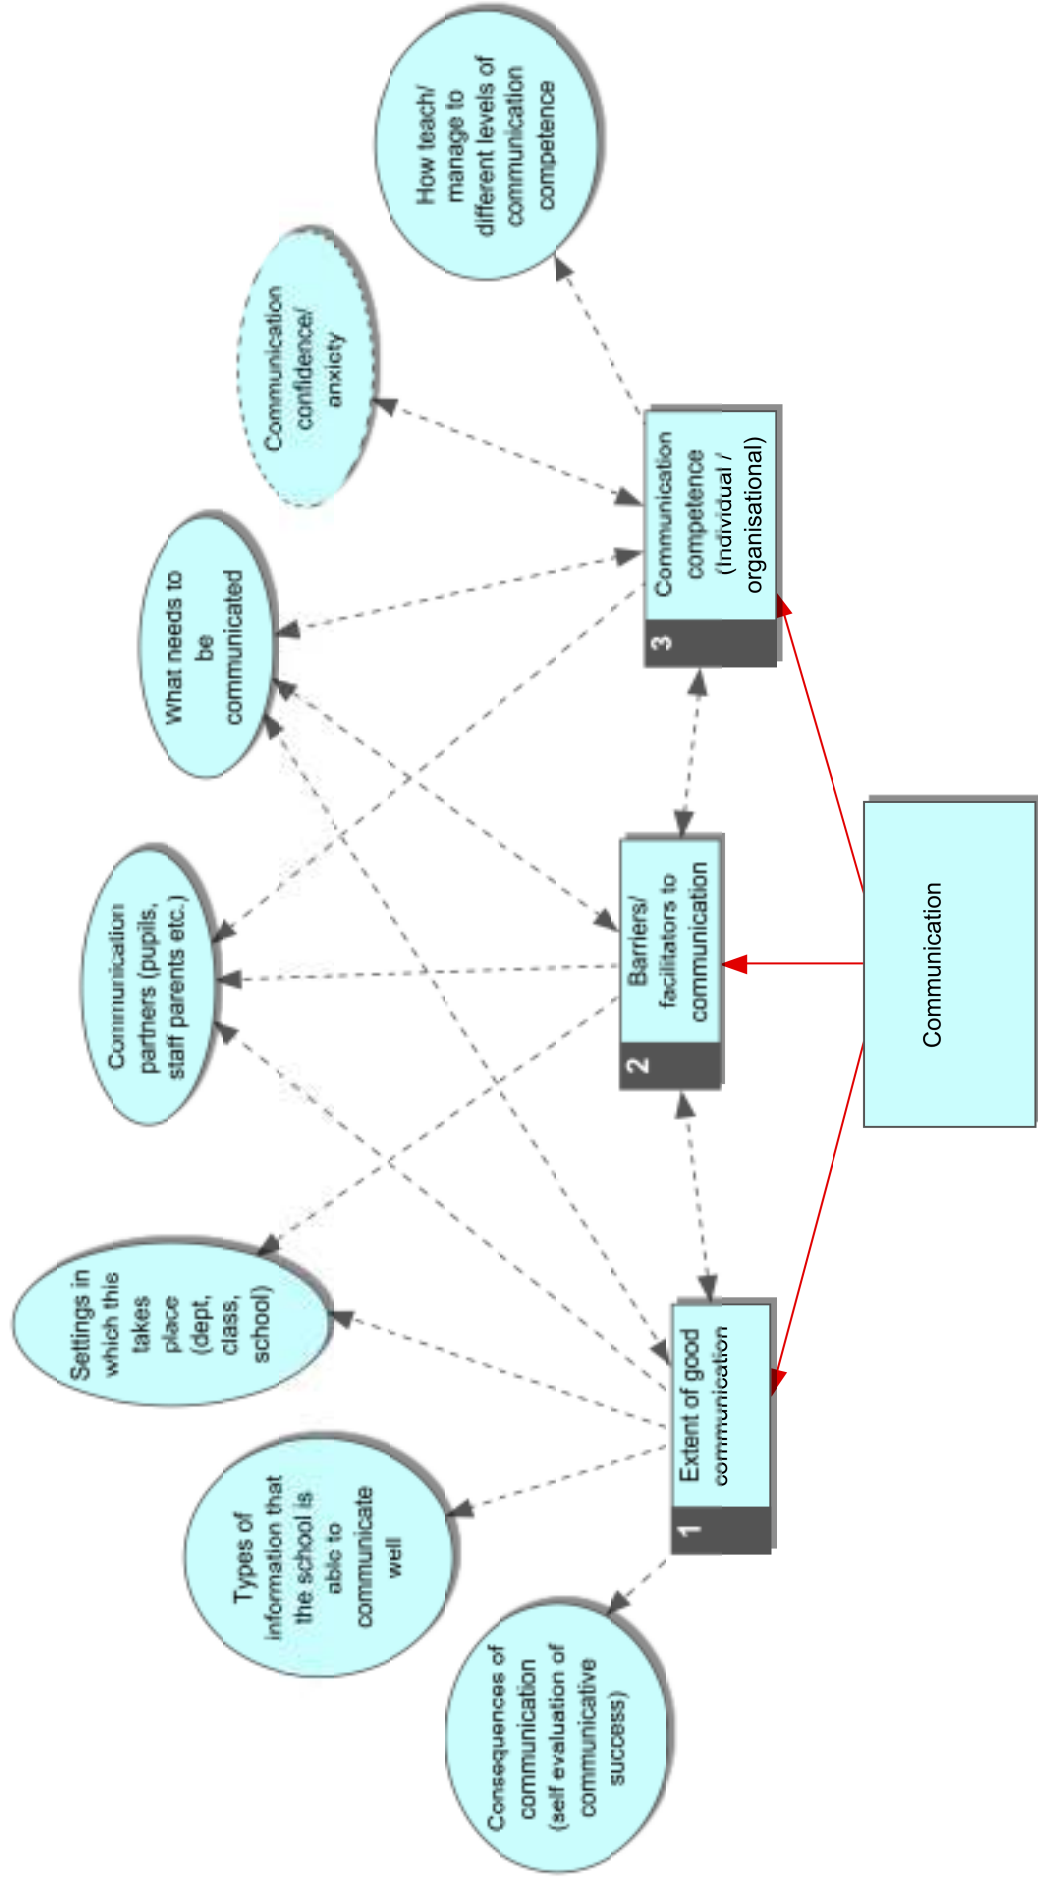 Consequences of
communication
(self evaluation of
communicative
success)
Types of
information that
the school is
able to
communicate
well
Settings in
which this
takes
place
(dept,
class,
school)
Communication
partners (pupils,
staff parents etc.)
What needs to
be
communicated
Communication
confidence/
anxiety
How teach/
manage to
different levels of
communication
competence
1
Extent of good
communication
2
Barriers/
facilitators to
communication
3
Communication
competence
(Individual /
organisational)
Communication